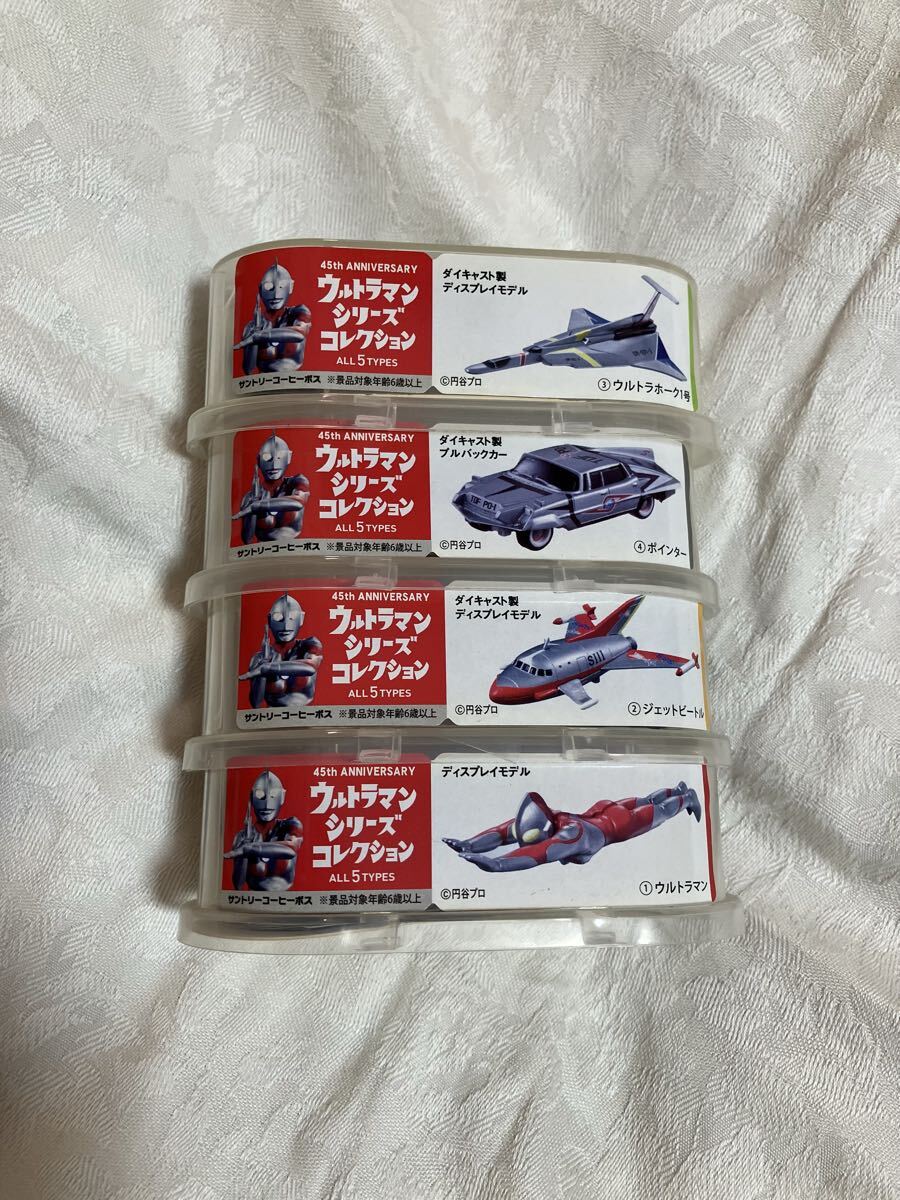 45th ANNIVERSARY
ウルトラマン
シリーズ
コレクション
ALL 5 TYPES
サントリーコーヒーボス ※景品対象年齢6歳以上
ダイキャスト製
ディスプレイモデル
©円谷プロ
③ウルトラホーク1号
45th ANNIVERSARY
ウルトラマン
シリーズ
コレクション
ALL 5 TYPES
サントリーコーヒーボス ※景品対象年齢6歳以上
ダイキャスト製
プルバックカー
TDF PO-1
©円谷プロ
④ポインター
45th ANNIVERSARY
ウルトラマン
シリーズ
コレクション
ALL 5 TYPES
サントリーコーヒーボス ※景品対象年齢6歳以上
ダイキャスト製
ディスプレイモデル
S111
©円谷プロ
②ジェットビートル
45th ANNIVERSARY
ウルトラマン
シリーズ
コレクション
ALL 5 TYPES
サントリーコーヒーボス ※景品対象年齢6歳以上
ディスプレイモデル
©円谷プロ
①ウルトラマン